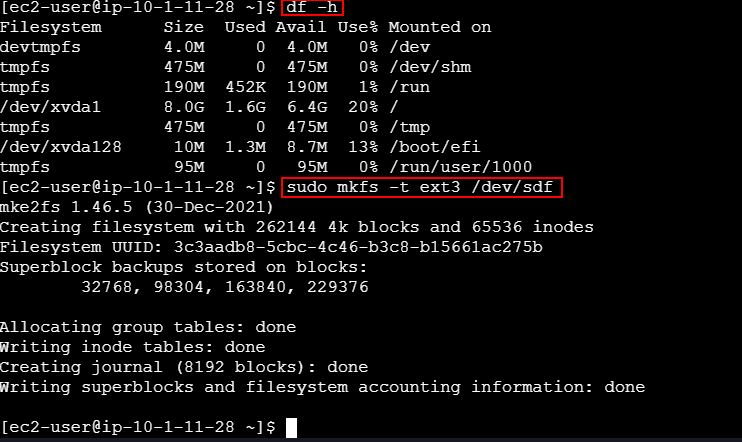 [ec2-user@ip-10-1-11-28 ~]$ df -h
Filesystem      Size  Used Avail Use% Mounted on
devtmpfs        4.0M     0  4.0M   0% /dev
tmpfs           475M     0  475M   0% /dev/shm
tmpfs           190M  452K  190M   1% /run
/dev/xvda1      8.0G  1.6G  6.4G  20% /
tmpfs           475M     0  475M   0% /tmp
/dev/xvda128     10M  1.3M  8.7M  13% /boot/efi
tmpfs            95M     0   95M   0% /run/user/1000
[ec2-user@ip-10-1-11-28 ~]$ sudo mkfs -t ext3 /dev/sdf
mke2fs 1.46.5 (30-Dec-2021)
Creating filesystem with 262144 4k blocks and 65536 inodes
Filesystem UUID: 3c3aadb8-5cbc-4c46-b3c8-b15661ac275b
Superblock backups stored on blocks:
        32768, 98304, 163840, 229376
Allocating group tables: done
Writing inode tables: done
Creating journal (8192 blocks): done
Writing superblocks and filesystem accounting information: done
[ec2-user@ip-10-1-11-28 ~]$